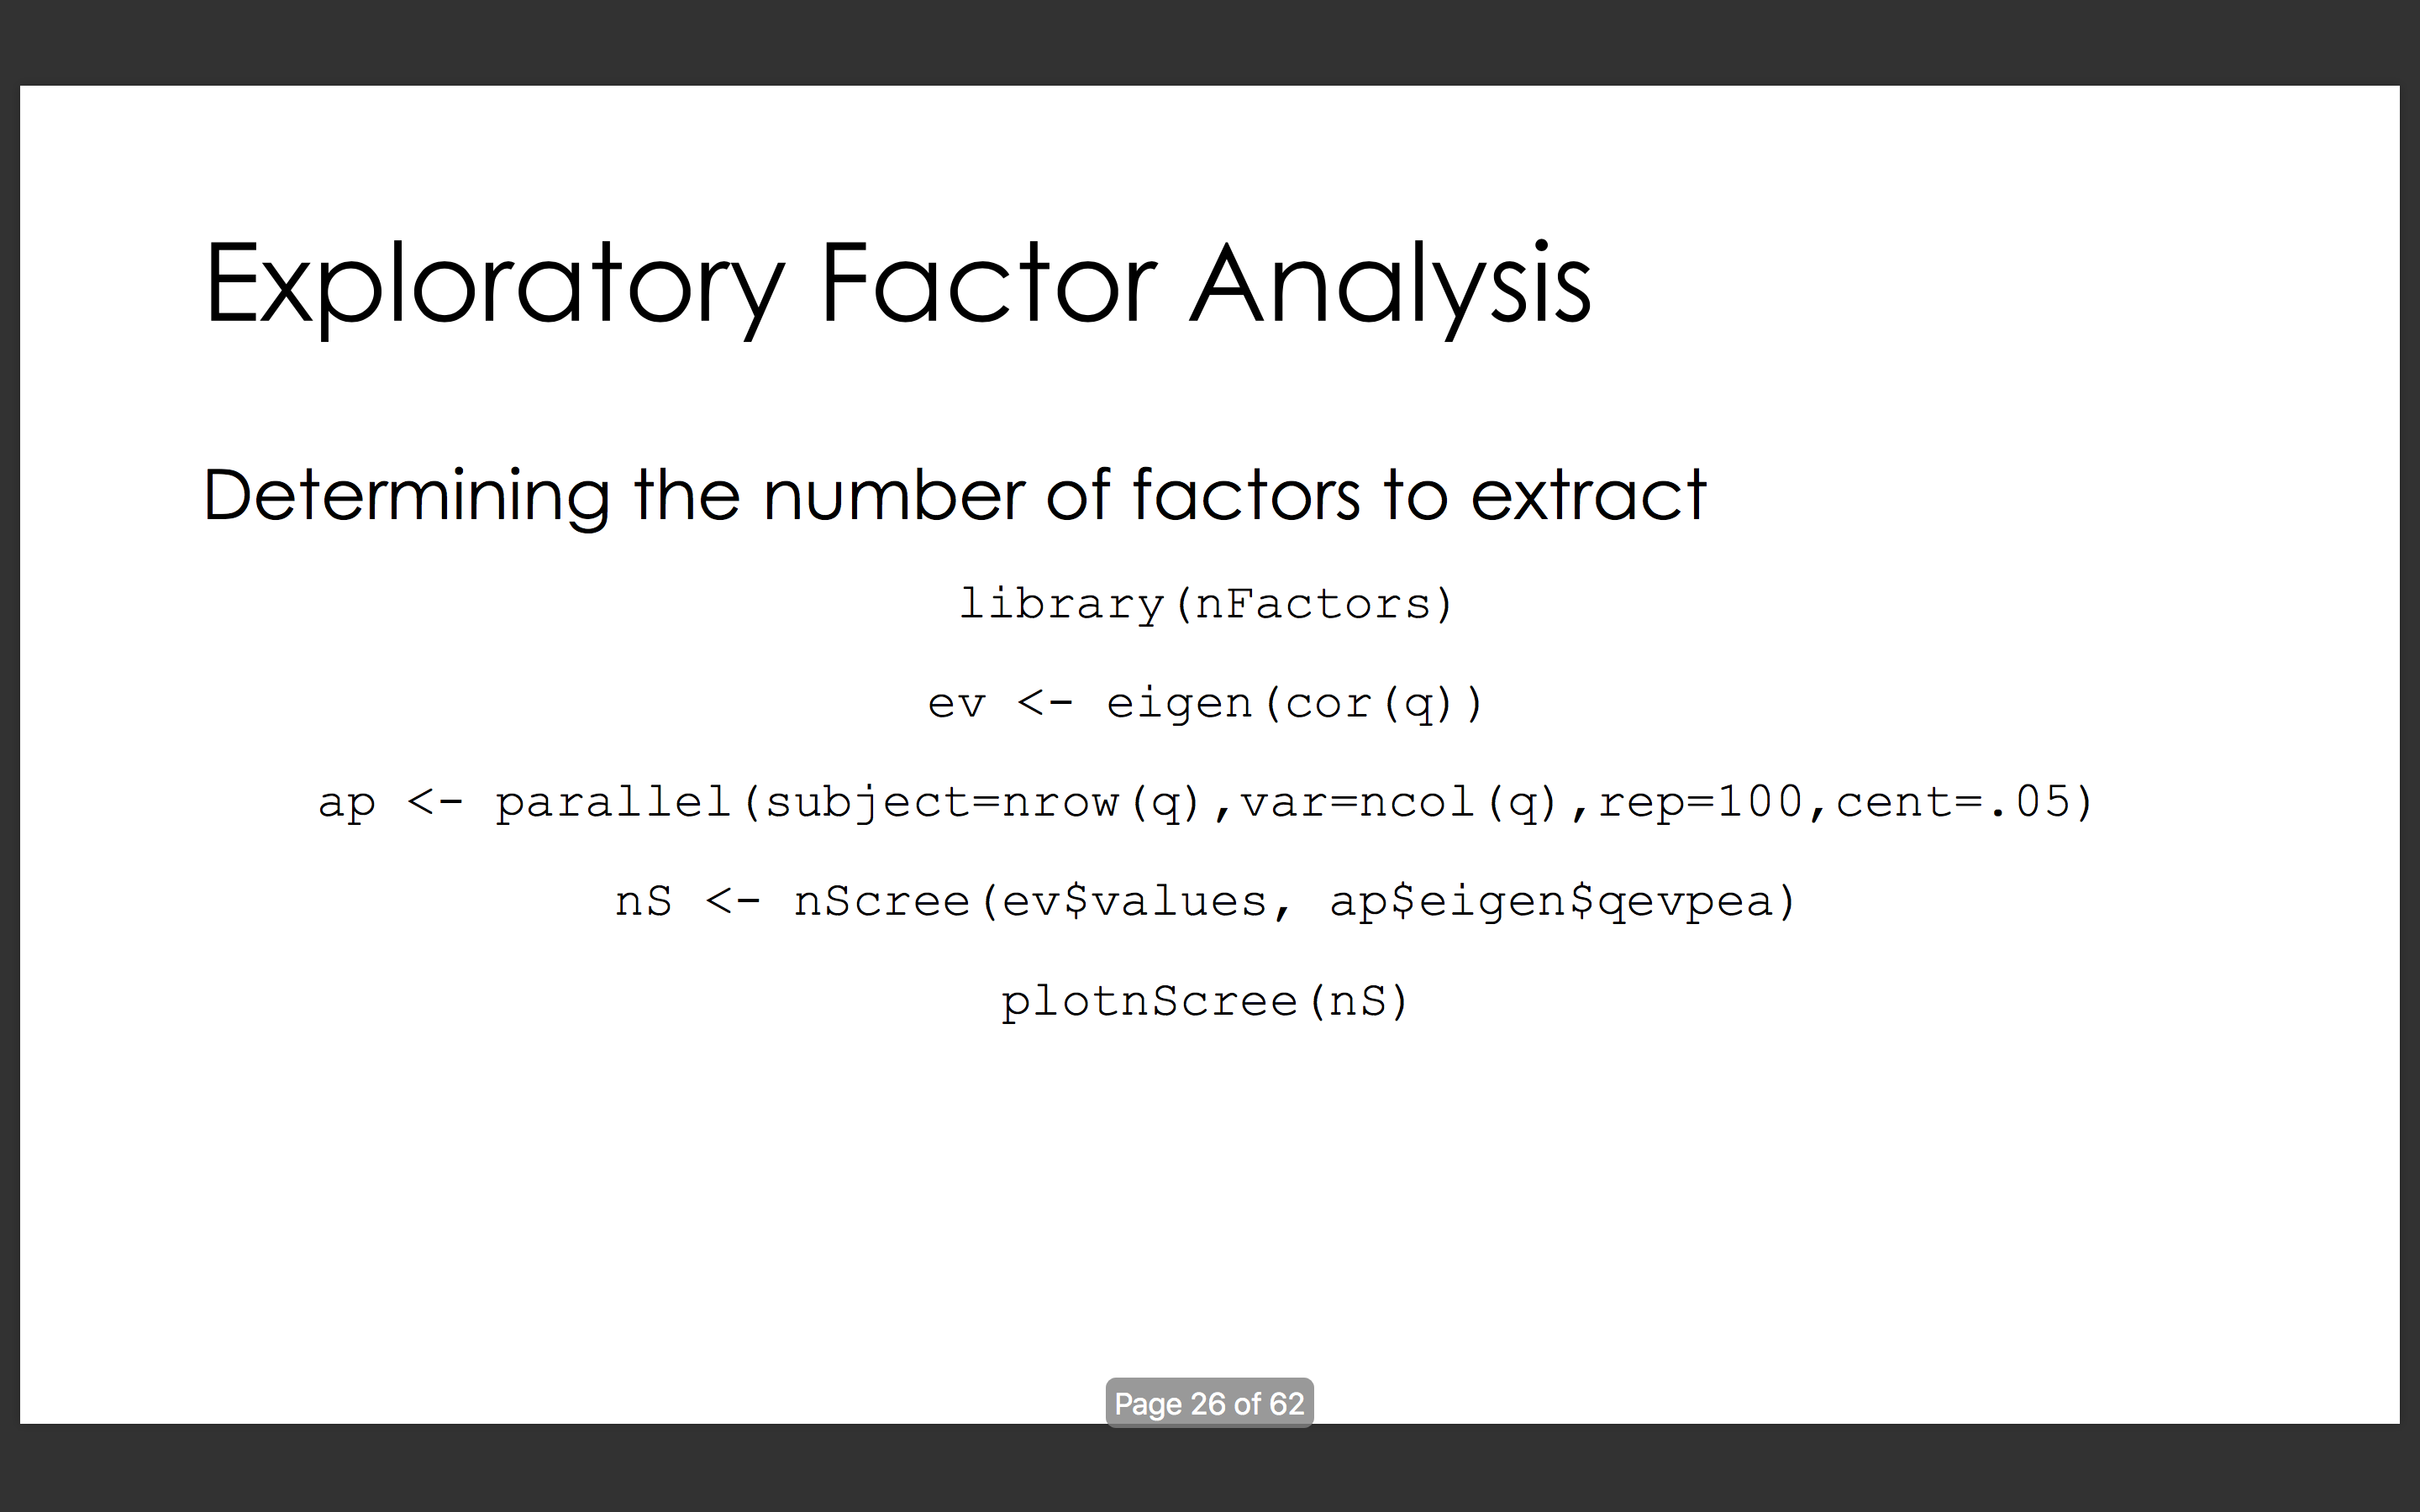 Exploratory Factor Analysis
Determining the number of factors to extract
library(nFactors)
ev <- eigen(cor(q))
ap <- parallel(subject=nrow(q),var=ncol(q),rep=100,cent=.05)
nS <- nScree(ev$values, ap$eigen$qevpea)
plotnScree(nS)
Page 26 of 62